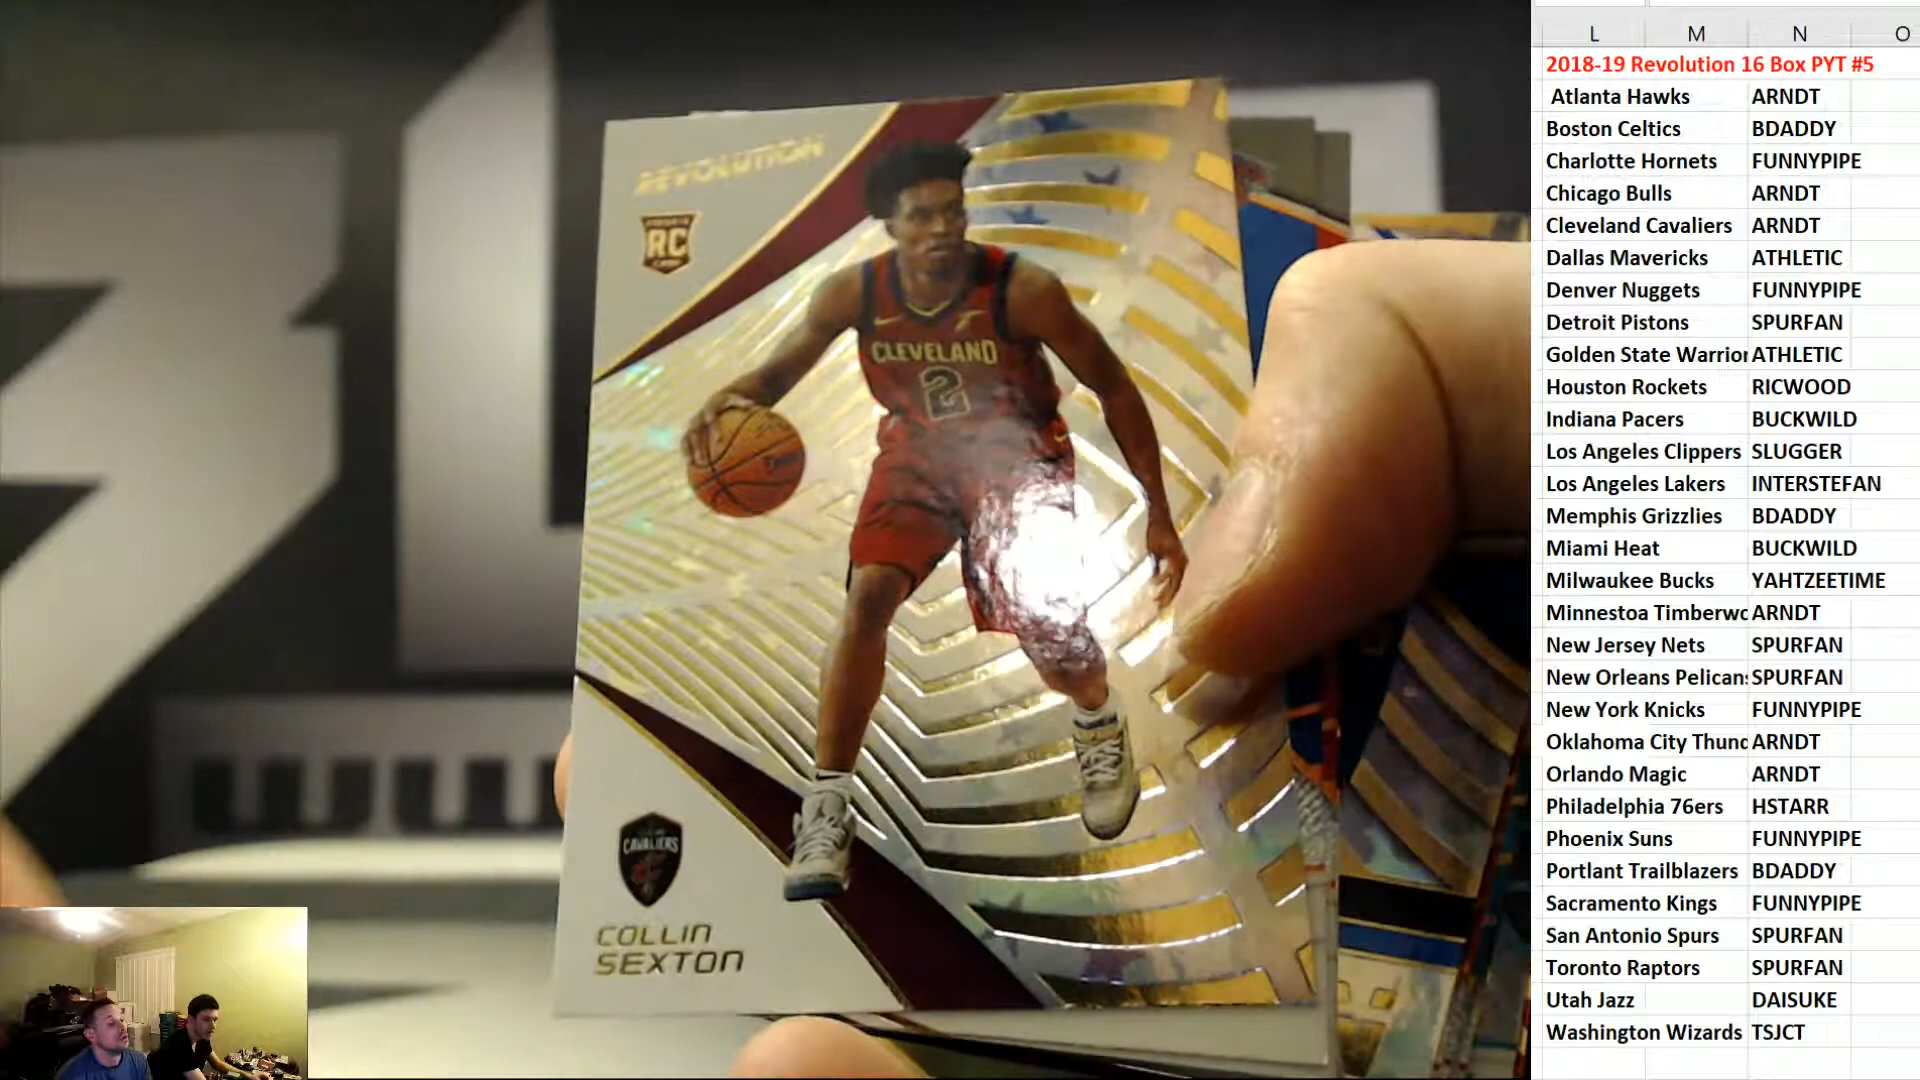 REVOLUTION
RC
CLEVELAND
2
CAVALIERS
COLLIN
SEXTON
L M N O
2018-19 Revolution 16 Box PYT #5
Atlanta Hawks ARNDT
Boston Celtics BDADDY
Charlotte Hornets FUNNYPIPE
Chicago Bulls ARNDT
Cleveland Cavaliers ARNDT
Dallas Mavericks ATHLETIC
Denver Nuggets FUNNYPIPE
Detroit Pistons SPURFAN
Golden State Warrior ATHLETIC
Houston Rockets RICWOOD
Indiana Pacers BUCKWILD
Los Angeles Clippers SLUGGER
Los Angeles Lakers INTERSTEFAN
Memphis Grizzlies BDADDY
Miami Heat BUCKWILD
Milwaukee Bucks YAHTZEETIME
Minnestoa Timberwo ARNDT
New Jersey Nets SPURFAN
New Orleans Pelicans SPURFAN
New York Knicks FUNNYPIPE
Oklahoma City Thund ARNDT
Orlando Magic ARNDT
Philadelphia 76ers HSTARR
Phoenix Suns FUNNYPIPE
Portlant Trailblazers BDADDY
Sacramento Kings FUNNYPIPE
San Antonio Spurs SPURFAN
Toronto Raptors SPURFAN
Utah Jazz DAISUKE
Washington Wizards TSJCT